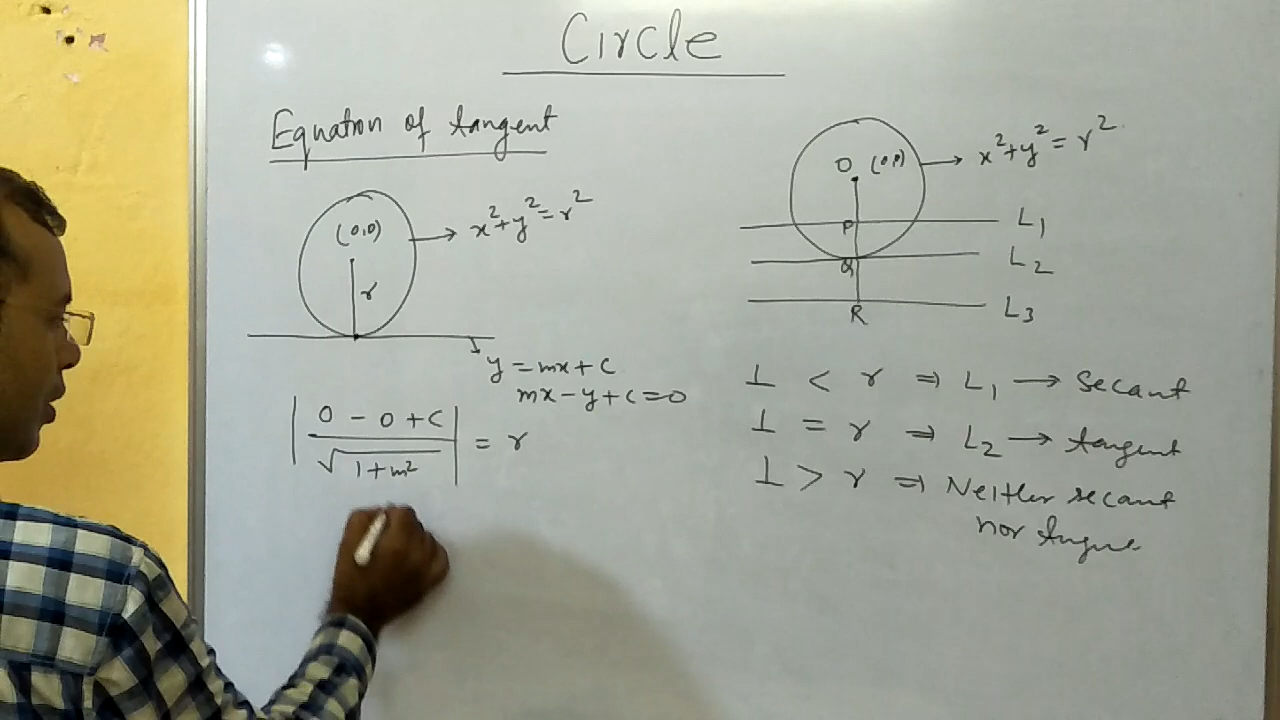 Circle
Equation of tangent
(0,0)
r
x²+y²=r²
y=mx+c
mx-y+c=0
|(0-0+c)/√(1+m²)| = r
O (0,0)
x²+y²=r²
P
L₁
Q
L₂
R
L₃
⊥ < r ⇒ L₁ → Secant
⊥ = r ⇒ L₂ → tangent
⊥ > r ⇒ Neither secant
nor